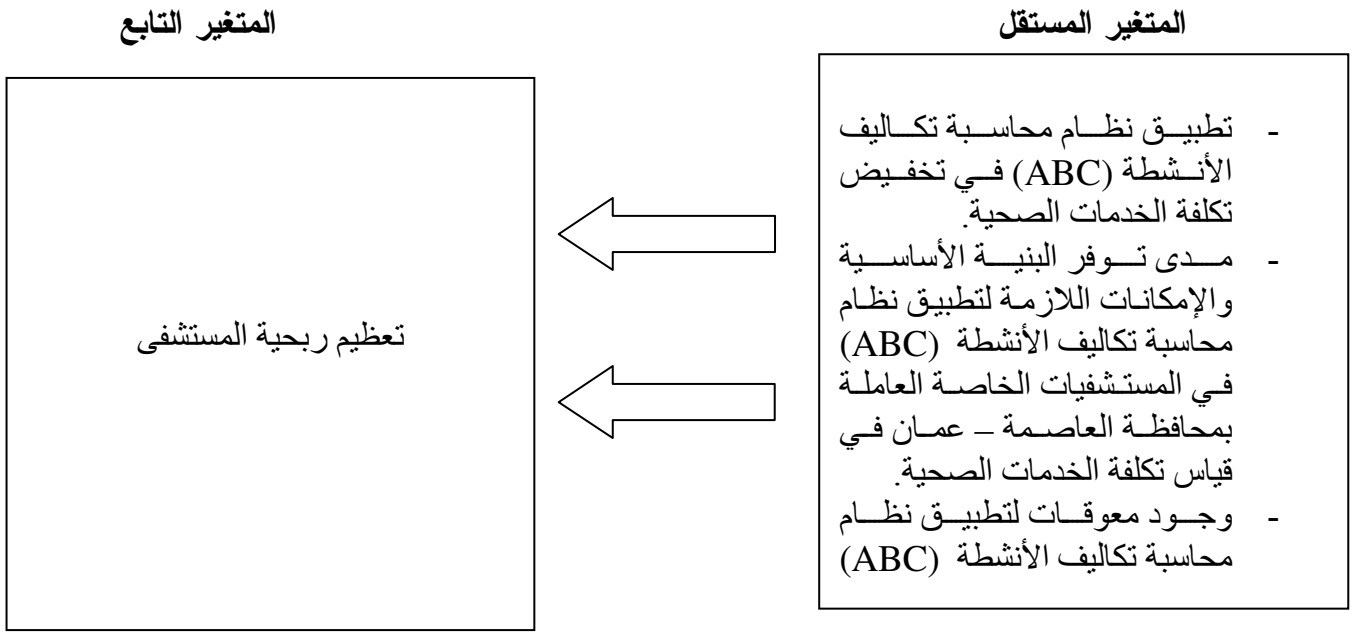 المتغير المستقل
المتغير التابع
- تطبيق نظام محاسبة تكاليف
الأنشطة (ABC) في تخفيض
تكلفة الخدمات الصحية.
- مدى توفر البنية الأساسية
والإمكانات اللازمة لتطبيق نظام
محاسبة تكاليف الأنشطة (ABC)
في المستشفيات الخاصة العاملة
بمحافظة العاصمة – عمان في
قياس تكلفة الخدمات الصحية.
- وجود معوقات لتطبيق نظام
محاسبة تكاليف الأنشطة (ABC)
تعظيم ربحية المستشفى